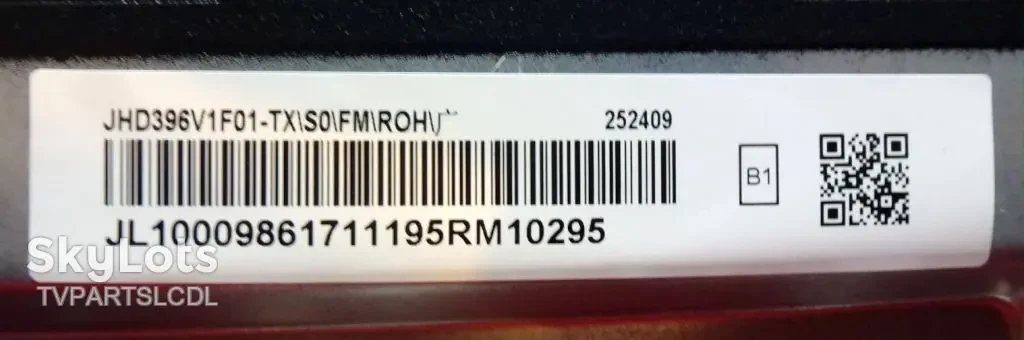 JHD396V1F01-TX\S0\FM\ROH\
252409
B1
JL10009861711195RM10295
SkyLots
TVPARTSLCDL